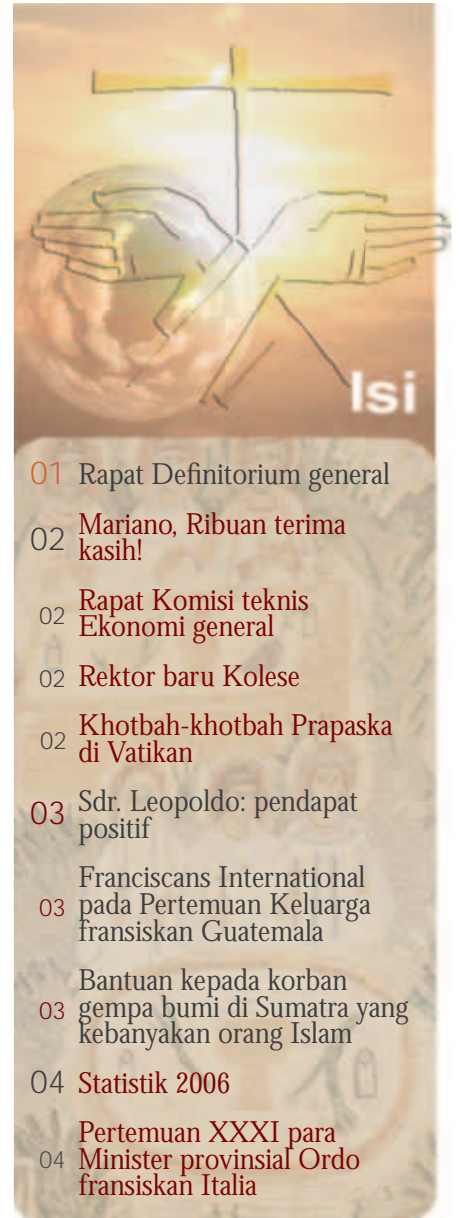 Isi
01 Rapat Definitorium general
02 Mariano, Ribuan terima
kasih!
02 Rapat Komisi teknis
Ekonomi general
02 Rektor baru Kolese
02 Khotbah-khotbah Prapaska
di Vatikan
03 Sdr. Leopoldo: pendapat
positif
Franciscans International
03 pada Pertemuan Keluarga
fransiskan Guatemala
Bantuan kepada korban
03 gempa bumi di Sumatra yang
kebanyakan orang Islam
04 Statistik 2006
Pertemuan XXXI para
04 Minister provinsial Ordo
fransiskan Italia